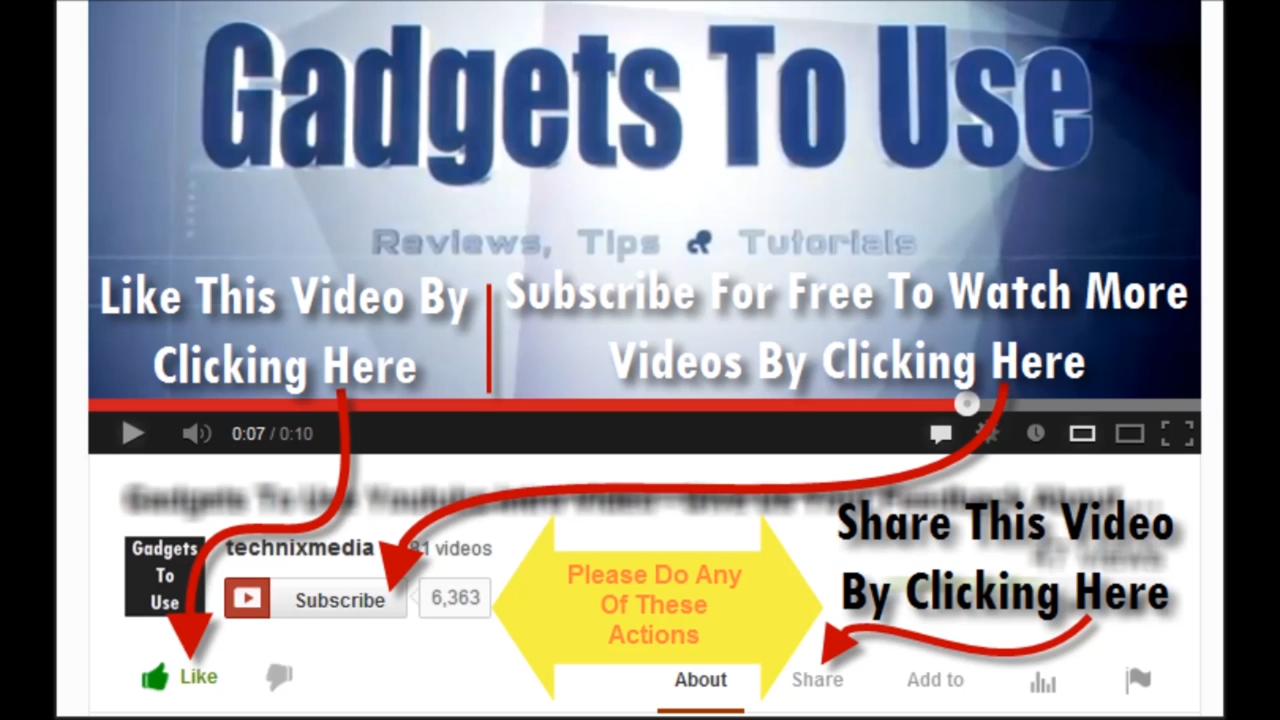 Gadgets To Use
Reviews, Tips & Tutorials
Like This Video By
Clicking Here
Subscribe For Free To Watch More
Videos By Clicking Here
0:07 / 0:10
Share This Video
By Clicking Here
Gadgets
To
Use
technixmedia
81 videos
Subscribe
6,363
Please Do Any
Of These
Actions
Like
About
Share
Add to